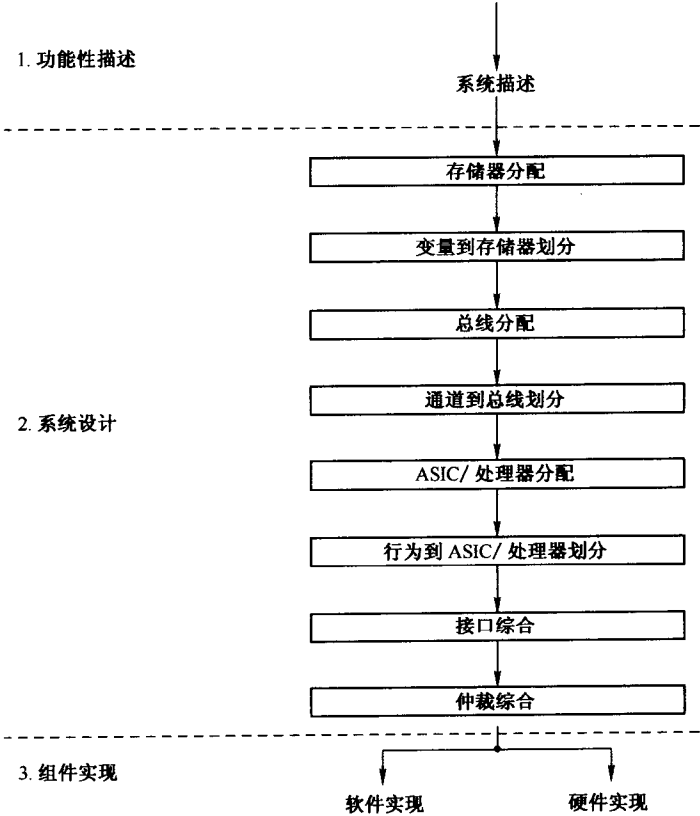 1. 功能性描述
系统描述
存储器分配
变量到存储器划分
总线分配
通道到总线划分
2. 系统设计
ASIC/ 处理器分配
行为到 ASIC/ 处理器划分
接口综合
仲裁综合
3. 组件实现
软件实现
硬件实现